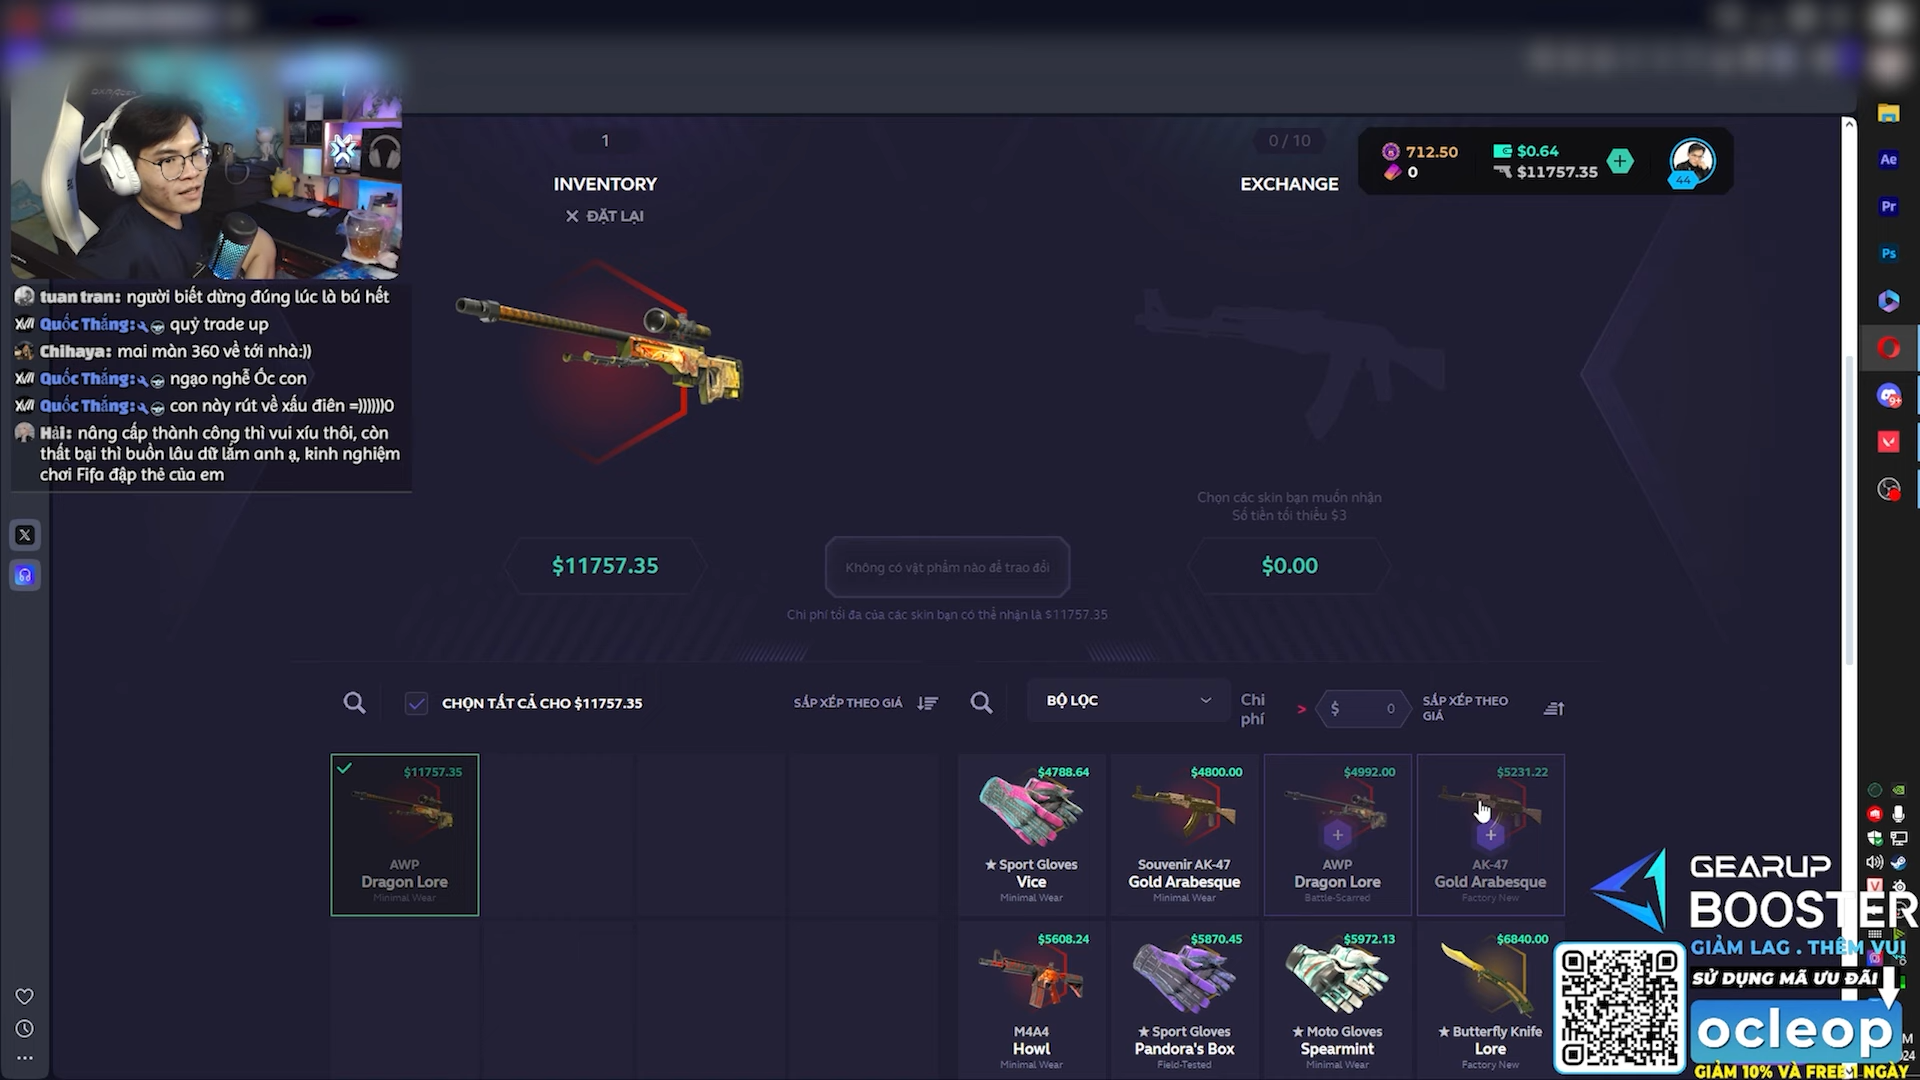 1
INVENTORY
ĐẶT LẠI
0 / 10
EXCHANGE
712.50
0
$0.64
$11757.35
44
tuan tran: người biết dừng đúng lúc là bú hết
Quốc Thắng: quỷ trade up
Chihaya: mai màn 360 về tới nhà:))
Quốc Thắng: ngạo nghễ Ốc con
Quốc Thắng: con này rút về xấu điên =))))))0
Hải: nâng cấp thành công thì vui xíu thôi, còn
thất bại thì buồn lâu dữ lắm anh ạ, kinh nghiệm
chơi Fifa đập thẻ của em
Chọn các skin bạn muốn nhận
Số tiền tối thiểu $3
$11757.35
Không có vật phẩm nào để trao đổi
$0.00
Chi phí tối đa của các skin bạn có thể nhận là $11757.35
CHỌN TẤT CẢ CHO $11757.35
SẮP XẾP THEO GIÁ
BỘ LỌC
Chi
phí
>
$ 0
SẮP XẾP THEO
GIÁ
$11757.35
AWP
Dragon Lore
Minimal Wear
$4788.64
★ Sport Gloves
Vice
Minimal Wear
$4800.00
Souvenir AK-47
Gold Arabesque
Minimal Wear
$4992.00
AWP
Dragon Lore
Battle-Scarred
$5231.22
AK-47
Gold Arabesque
Factory New
$5608.24
M4A4
Howl
Minimal Wear
$5870.45
★ Sport Gloves
Pandora's Box
Field-Tested
$5972.13
★ Moto Gloves
Spearmint
Minimal Wear
$6840.00
★ Butterfly Knife
Lore
Factory New
Ae
Pr
Ps
9+
GEARUP
BOOSTER
GIẢM LAG . THÊM VUI
SỬ DỤNG MÃ ƯU ĐÃI
ocleop
GIẢM 10% VÀ FREE 1 NGÀY